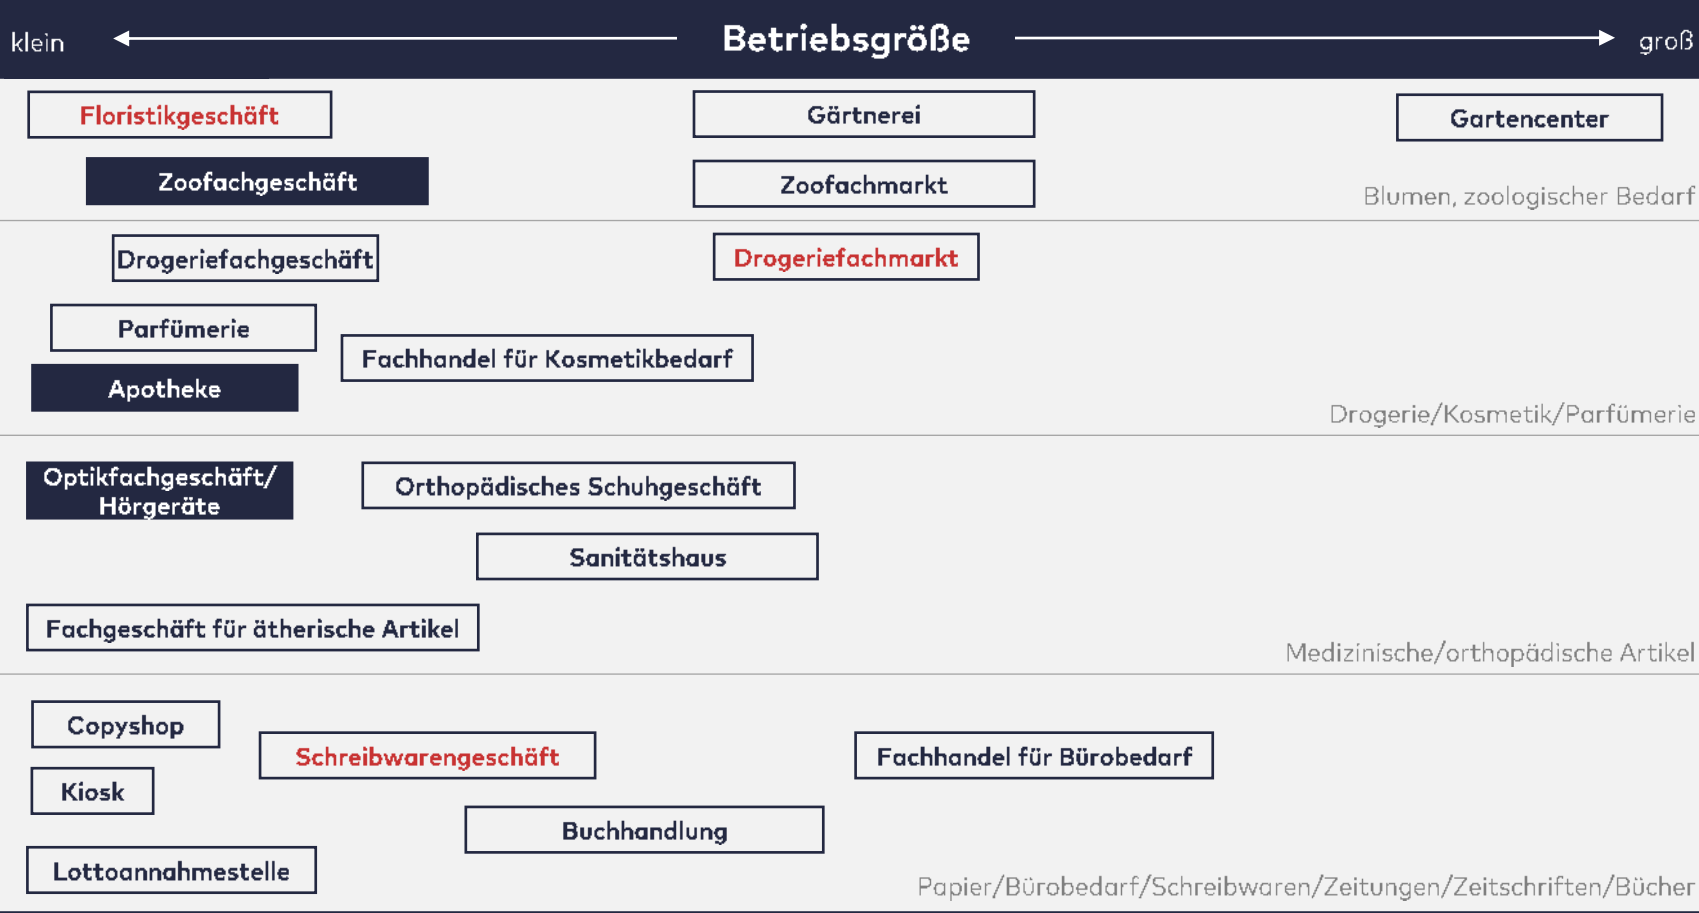 klein
Betriebsgröße
groß
Floristikgeschäft
Gärtnerei
Gartencenter
Zoofachgeschäft
Zoofachmarkt
Blumen, zoologischer Bedarf
Drogeriefachgeschäft
Drogeriefachmarkt
Parfümerie
Fachhandel für Kosmetikbedarf
Apotheke
Drogerie/Kosmetik/Parfümerie
Optikfachgeschäft/
Hörgeräte
Orthopädisches Schuhgeschäft
Sanitätshaus
Fachgeschäft für ätherische Artikel
Medizinische/orthopädische Artikel
Copyshop
Schreibwarengeschäft
Fachhandel für Bürobedarf
Kiosk
Buchhandlung
Lottoannahmestelle
Papier/Bürobedarf/Schreibwaren/Zeitungen/Zeitschriften/Bücher